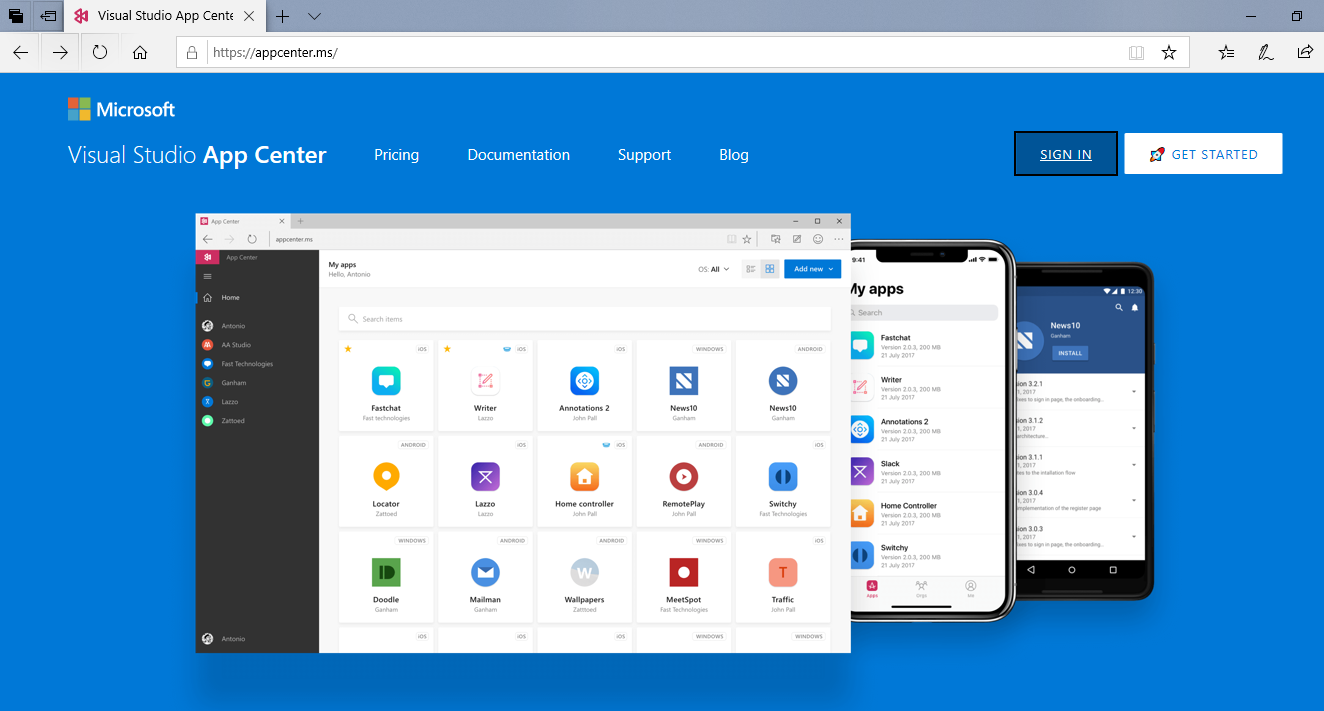 Visual Studio App Cente
https://appcenter.ms/
Microsoft
Visual Studio App Center
Pricing
Documentation
Support
Blog
SIGN IN
GET STARTED
App Center
appcenter.ms
App Center
Home
Antonio
AA Studio
Fast Technologies
Ganham
Lazzo
Zattoed
Antonio
My apps
Hello, Antonio
OS: All
Add new
Search items
iOS
Fastchat
Fast technologies
iOS
Writer
Lazzo
iOS
Annotations 2
John Pall
WINDOWS
News10
Ganham
ANDROID
News10
Ganham
ANDROID
Locator
Zattoed
iOS
Lazzo
Lazzo
iOS
Home controller
John Pall
ANDROID
RemotePlay
John Pall
iOS
Switchy
Fast Technologies
WINDOWS
Doodle
Ganham
ANDROID
Mailman
Ganham
ANDROID
W
Wallpapers
Zatttoed
WINDOWS
MeetSpot
Fast Technologies
iOS
T
Traffic
John Pall
iOS
iOS
iOS
WINDOWS
WINDOWS
9:41
My apps
Search
Fastchat
Version 2.0.3, 200 MB
21 July 2017
Writer
Version 2.0.3, 200 MB
21 July 2017
Annotations 2
Version 2.0.3, 200 MB
21 July 2017
Slack
Version 2.0.3, 200 MB
21 July 2017
Home Controller
Version 2.0.3, 200 MB
21 July 2017
Switchy
Version 2.0.3, 200 MB
21 July 2017
Apps
Orgs
Me
12:30
News10
Ganham
INSTALL
sion 3.2.1
1, 2017
ixes to sign in page, the onboarding...
sion 3.1.2
1, 2017
architecture..
sion 3.1.1
1, 2017
to the intallation flow
sion 3.0.4
1, 2017
implementation of the register page
sion 3.0.3
1, 2017
ixes to sign in page, the onboarding...